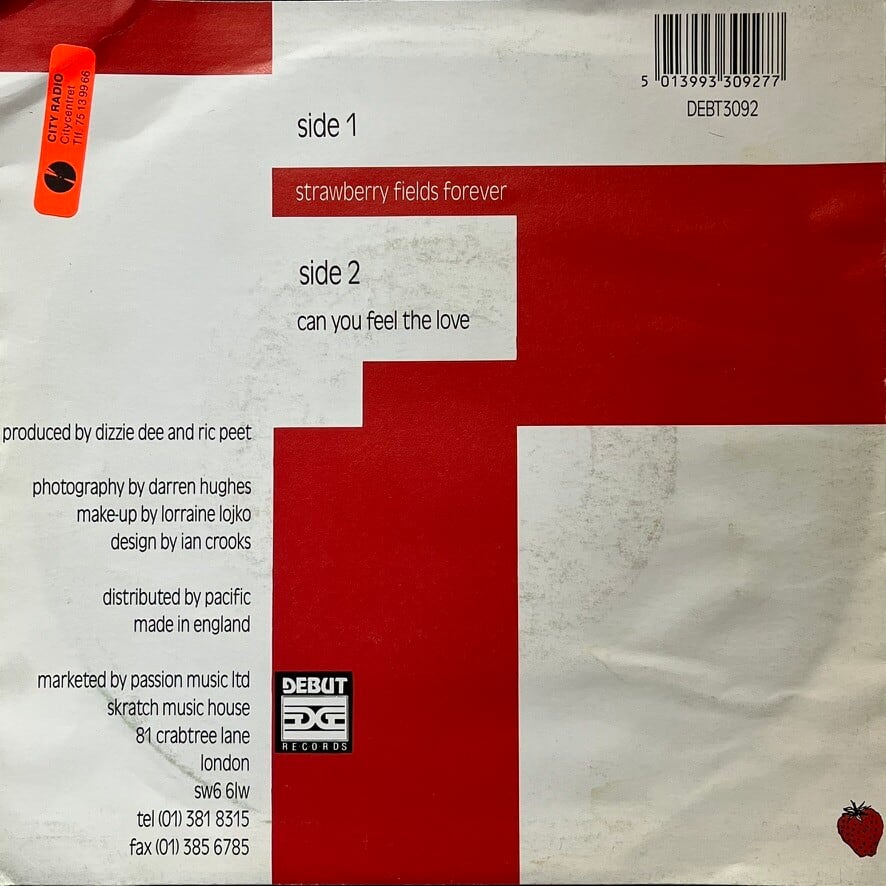 CITY RADIO
Citycentret
Tlf. 75 13 99 66
5 013993 309277
DEBT3092
side 1
strawberry fields forever
side 2
can you feel the love
produced by dizzie dee and ric peet
photography by darren hughes
make-up by lorraine lojko
design by ian crooks
distributed by pacific
made in england
marketed by passion music ltd
skratch music house
81 crabtree lane
london
sw6 6lw
tel (01) 381 8315
fax (01) 385 6785
DEBUT
EDGE
RECORDS